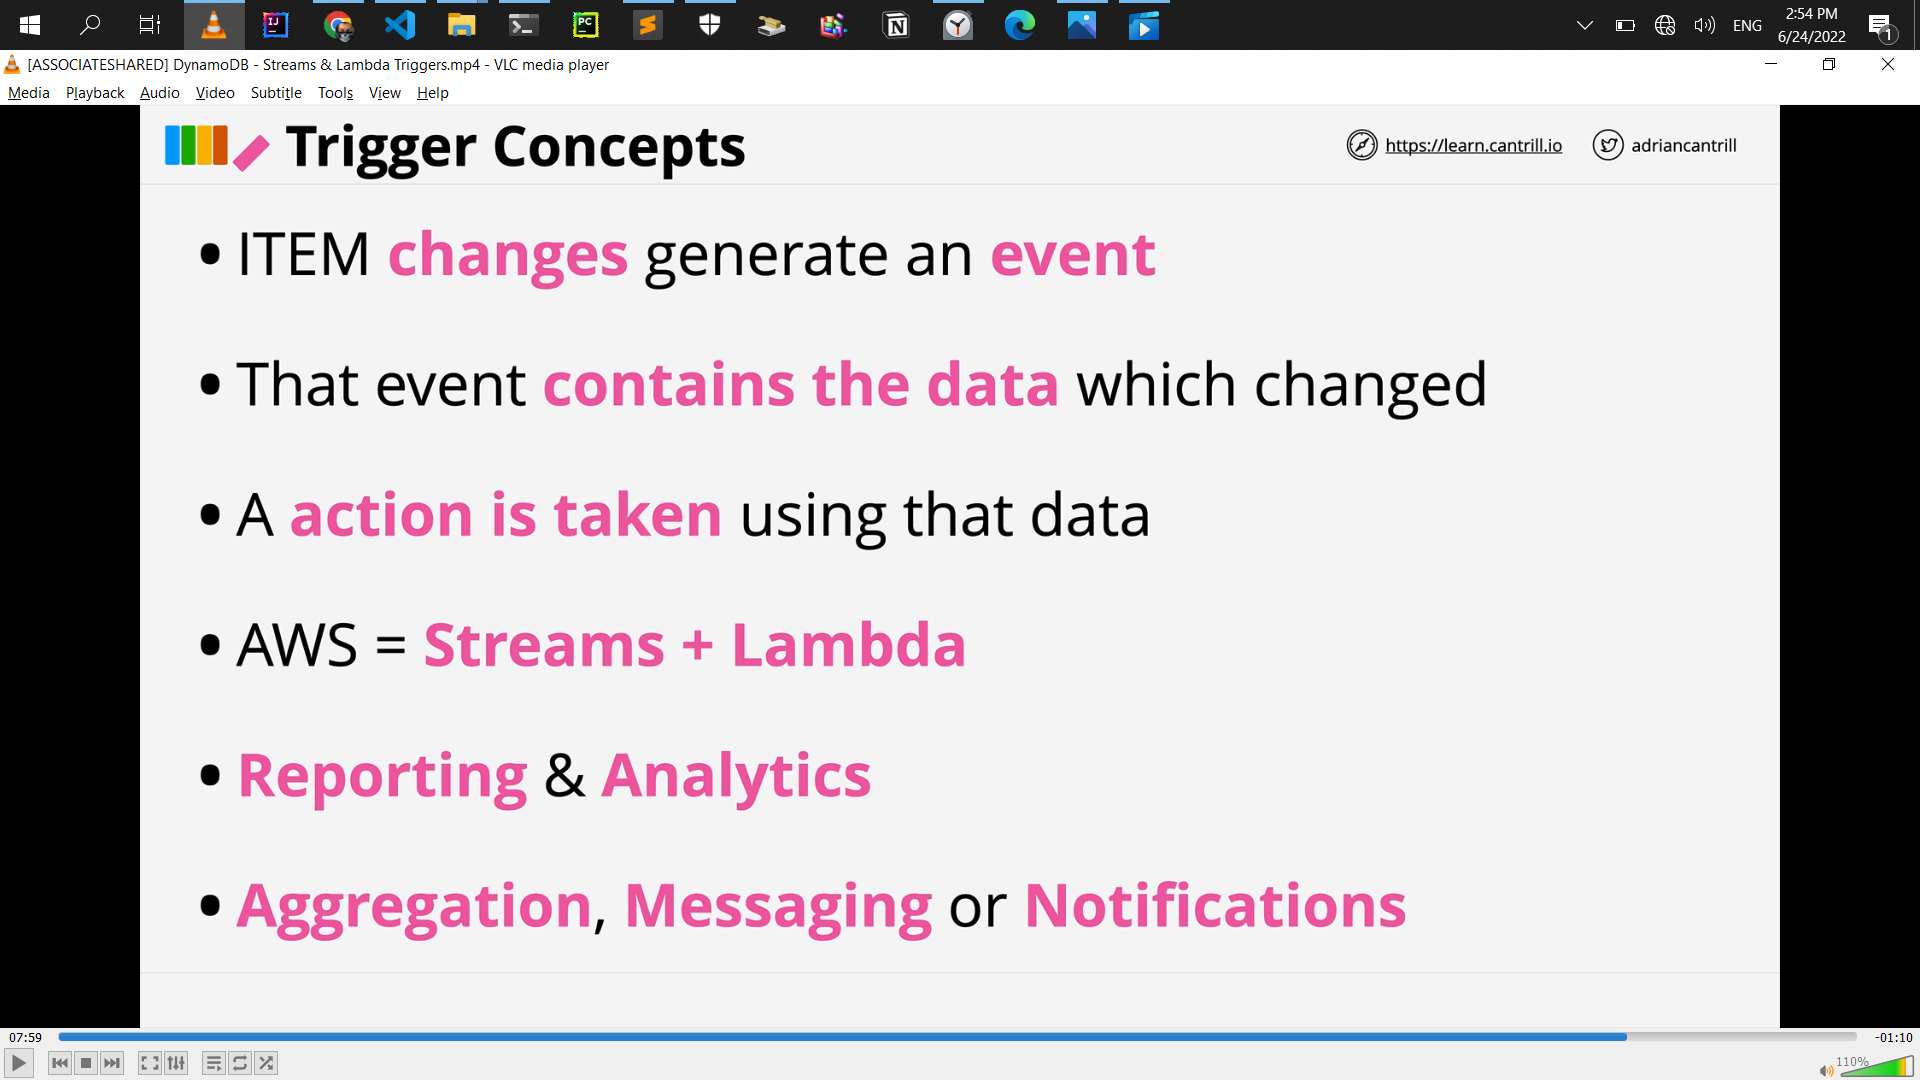 ENG
2:54 PM
6/24/2022
1
[ASSOCIATESHARED] DynamoDB - Streams & Lambda Triggers.mp4 - VLC media player
Media Playback Audio Video Subtitle Tools View Help
Trigger Concepts
https://learn.cantrill.io
adriancantrill
• ITEM changes generate an event
• That event contains the data which changed
• A action is taken using that data
• AWS = Streams + Lambda
• Reporting & Analytics
• Aggregation, Messaging or Notifications
07:59
-01:10
110%